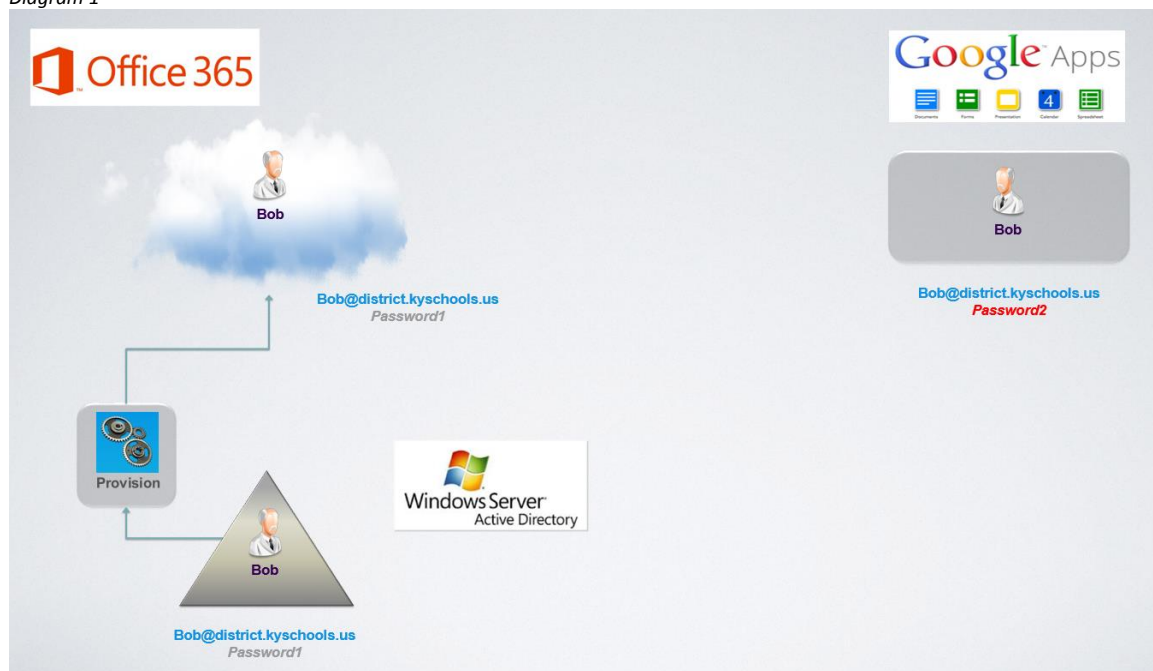 Diagram 1
Office 365
Google Apps
Documents Forms Presentation Calendar Spreadsheet
4
Bob
Bob
Bob@district.kyschools.us
Password1
Bob@district.kyschools.us
Password2
Provision
Windows Server
Active Directory
Bob
Bob@district.kyschools.us
Password1